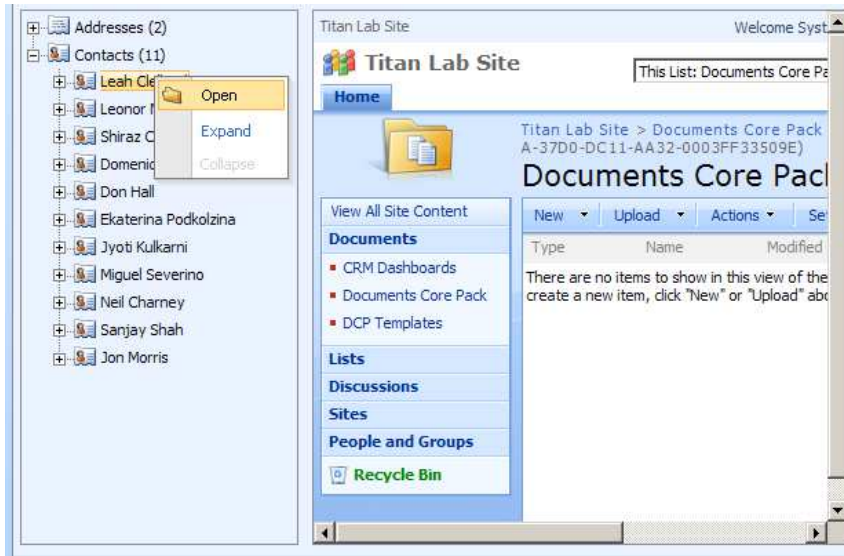 Addresses (2)
Contacts (11)
Leah Cle
Leonor
Shiraz C
Domenic
Don Hall
Ekaterina Podkolzina
Jyoti Kulkarni
Miguel Severino
Neil Charney
Sanjay Shah
Jon Morris
Open
Expand
Collapse
Titan Lab Site
Welcome Syst
Titan Lab Site
This List: Documents Core Pa
Home
Titan Lab Site > Documents Core Pack
A-37D0-DC11-AA32-0003FF33509E)
Documents Core Pac
View All Site Content
Documents
CRM Dashboards
Documents Core Pack
DCP Templates
Lists
Discussions
Sites
People and Groups
Recycle Bin
New Upload Actions Se
Type Name Modified
There are no items to show in this view of the
create a new item, click "New" or "Upload" abo